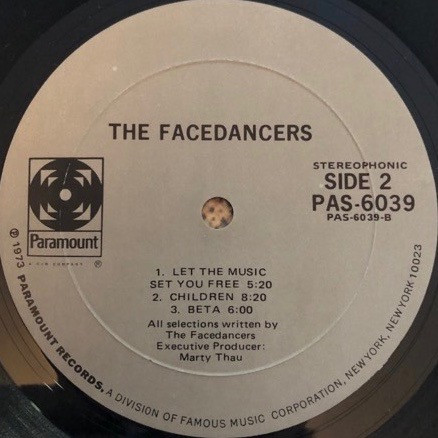 THE FACEDANCERS
STEREOPHONIC
SIDE 2
PAS-6039
PAS-6039-B
Paramount
A G+W COMPANY ®
1. LET THE MUSIC
SET YOU FREE 5:20
2. CHILDREN 8:20
3. BETA 6:00
All selections written by
The Facedancers
Executive Producer:
Marty Thau
℗ 1973 PARAMOUNT RECORDS, A DIVISION OF FAMOUS MUSIC CORPORATION, NEW YORK, NEW YORK 10023